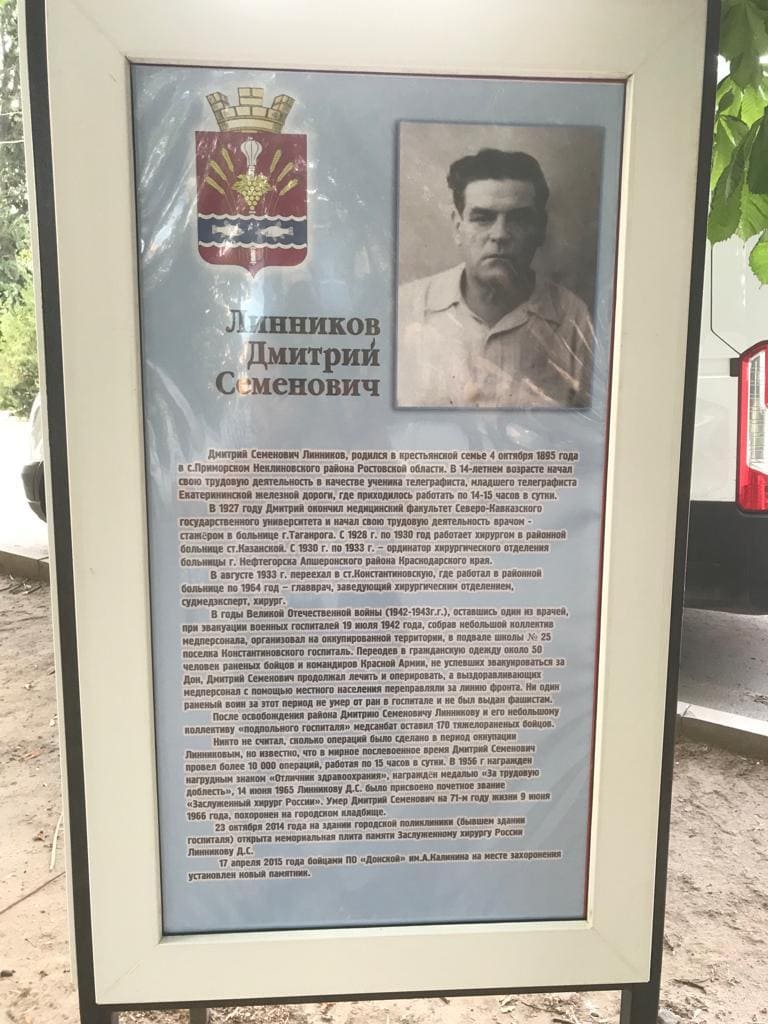 Линников
Дмитрий
Семенович
Дмитрий Семенович Линников, родился в крестьянской семье 4 октября 1895 года
в с.Приморском Неклиновского района Ростовской области. В 14-летнем возрасте начал
свою трудовую деятельность в качестве ученика телеграфиста, младшего телеграфиста
Екатерининской железной дороги, где приходилось работать по 14-15 часов в сутки.
В 1927 году Дмитрий окончил медицинский факультет Северо-Кавказского
государственного университета и начал свою трудовую деятельность врачом -
стажёром в больнице г.Таганрога. С 1928 г. по 1930 год работает хирургом в районной
больнице ст.Казанской. С 1930 г. по 1933 г. – ординатор хирургического отделения
больницы г. Нефтегорска Апшеронского района Краснодарского края.
В августе 1933 г. переехал в ст.Константиновскую, где работал в районной
больнице по 1964 год – главврач, заведующий хирургическим отделением,
судмедэксперт, хирург.
В годы Великой Отечественной войны (1942-1943г.г.), оставшись один из врачей,
при эвакуации военных госпиталей 19 июля 1942 года, собрав небольшой коллектив
медперсонала, организовал на оккупированной территории, в подвале школы № 25
поселка Константиновского госпиталь. Переодев в гражданскую одежду около 50
человек раненых бойцов и командиров Красной Армии, не успевших эвакуироваться за
Дон, Дмитрий Семенович продолжал лечить и оперировать, а выздоравливающих
медперсонал с помощью местного населения переправляли за линию фронта. Ни один
раненый воин за этот период не умер от ран в госпитале и не был выдан фашистам.
После освобождения района Дмитрию Семеновичу Линникову и его небольшому
коллективу «подпольного госпиталя» медсанбат оставил 170 тяжелораненых бойцов.
Никто не считал, сколько операций было сделано в период окнупации
Линниковым, но известно, что в мирное послевоенное время Дмитрий Семенович
провел более 10 000 операций, работая по 15 часов в сутки. В 1956 г награжден
нагрудным знаком «Отличник здравоохрания», награждён медалью «За трудовую
доблесть», 14 июня 1965 Линникову Д.С. было присвоено почетное звание
«Заслуженный хирург России». Умер Дмитрий Семенович на 71-м году жизни 9 июня
1966 года, похоронен на городском кладбище.
23 октября 2014 года на здании городской поликлиники (бывшем здании
госпиталя) открыта мемориальная плита памяти Заслуженному хирургу России
Линникову Д.С.
17 апреля 2015 года бойцами ПО «Донской» им.А.Калинина на месте захоронения
установлен новый памятник.